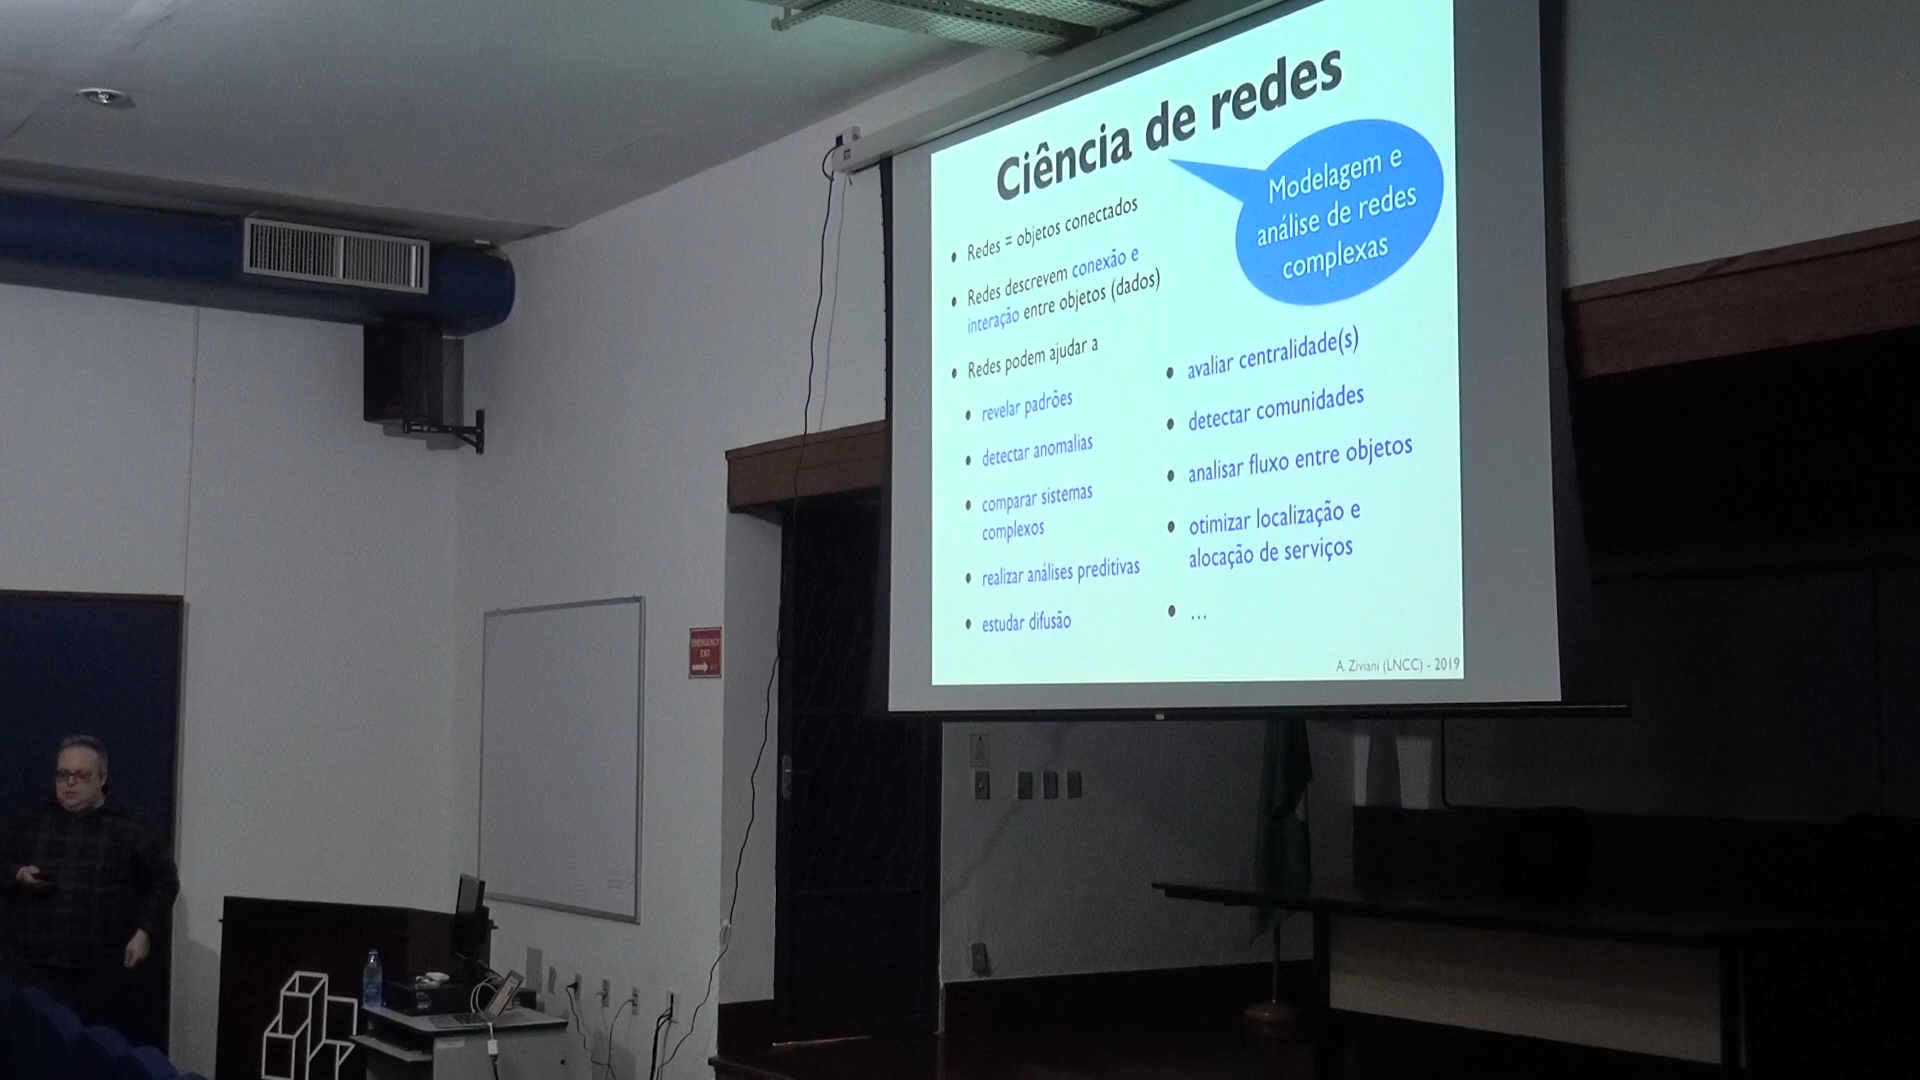 Ciência de redes
Modelagem e
análise de redes
complexas
• Redes = objetos conectados
• Redes descrevem conexão e
interação entre objetos (dados)
• Redes podem ajudar a
• revelar padrões
• detectar anomalias
• comparar sistemas
complexos
• realizar análises preditivas
• estudar difusão
• avaliar centralidade(s)
• detectar comunidades
• analisar fluxo entre objetos
• otimizar localização e
alocação de serviços
• ...
A. Ziviani (LNCC) - 2019
EMERGENCY
EXIT